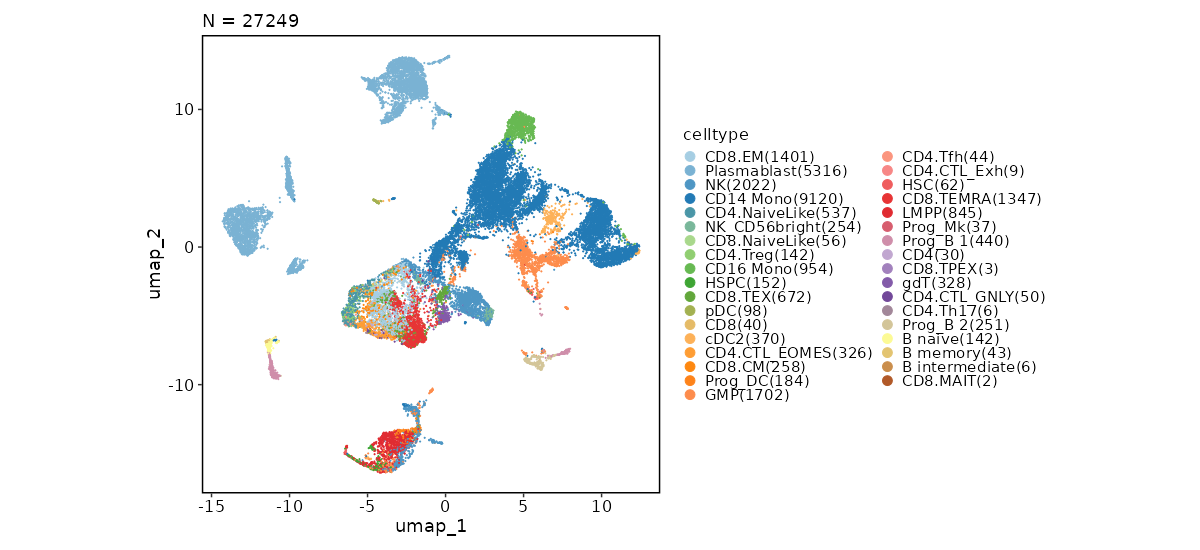 N = 27249
umap_2
10
0
-10
-15
-10
-5
0
5
10
umap_1
celltype
CD8.EM(1401)
Plasmablast(5316)
NK(2022)
CD14 Mono(9120)
CD4.NaiveLike(537)
NK_CD56bright(254)
CD8.NaiveLike(56)
CD4.Treg(142)
CD16 Mono(954)
HSPC(152)
CD8.TEX(672)
pDC(98)
CD8(40)
cDC2(370)
CD4.CTL_EOMES(326)
CD8.CM(258)
Prog_DC(184)
GMP(1702)
CD4.Tfh(44)
CD4.CTL_Exh(9)
HSC(62)
CD8.TEMRA(1347)
LMPP(845)
Prog_Mk(37)
Prog_B 1(440)
CD4(30)
CD8.TPEX(3)
gdT(328)
CD4.CTL_GNLY(50)
CD4.Th17(6)
Prog_B 2(251)
B naive(142)
B memory(43)
B intermediate(6)
CD8.MAIT(2)